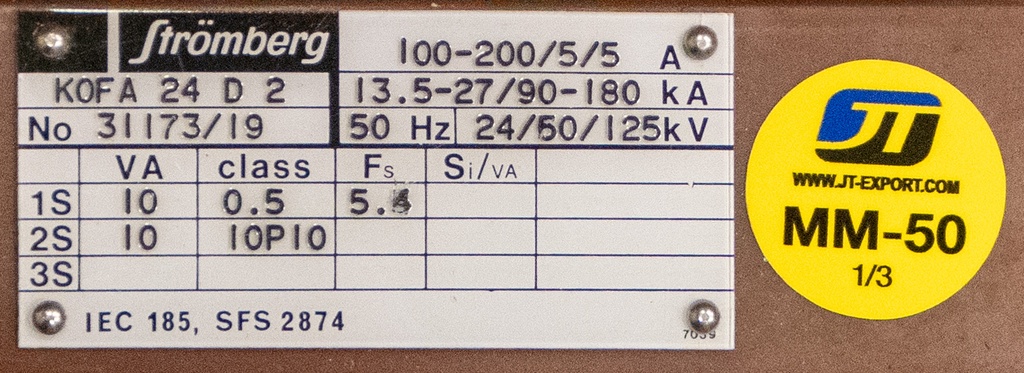 Strömberg
100-200/5/5 A
KOFA 24 D 2
13.5-27/90-180 kA
No 31173/19
50 Hz
24/50/125kV
VA class Fs Si/VA
1S 10 0.5
2S 10 10P10
3S
IEC 185, SFS 2874
JT
WWW.JT-EXPORT.COM
MM-50
1/3